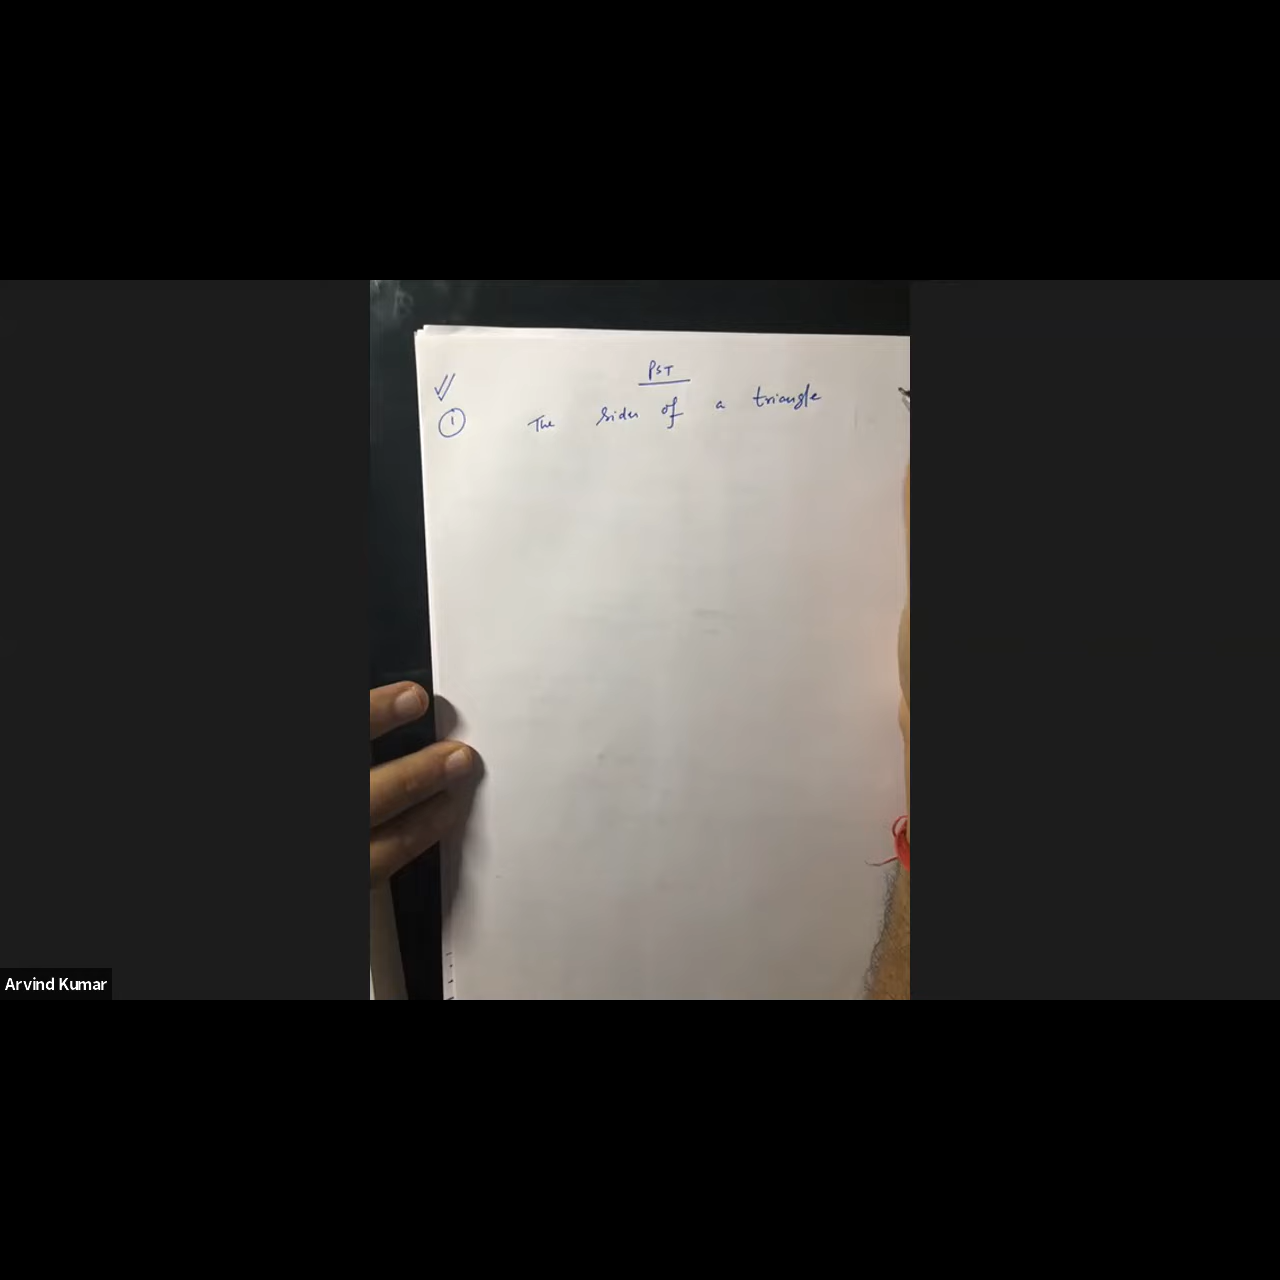 PST
① The sides of a triangle
Arvind Kumar